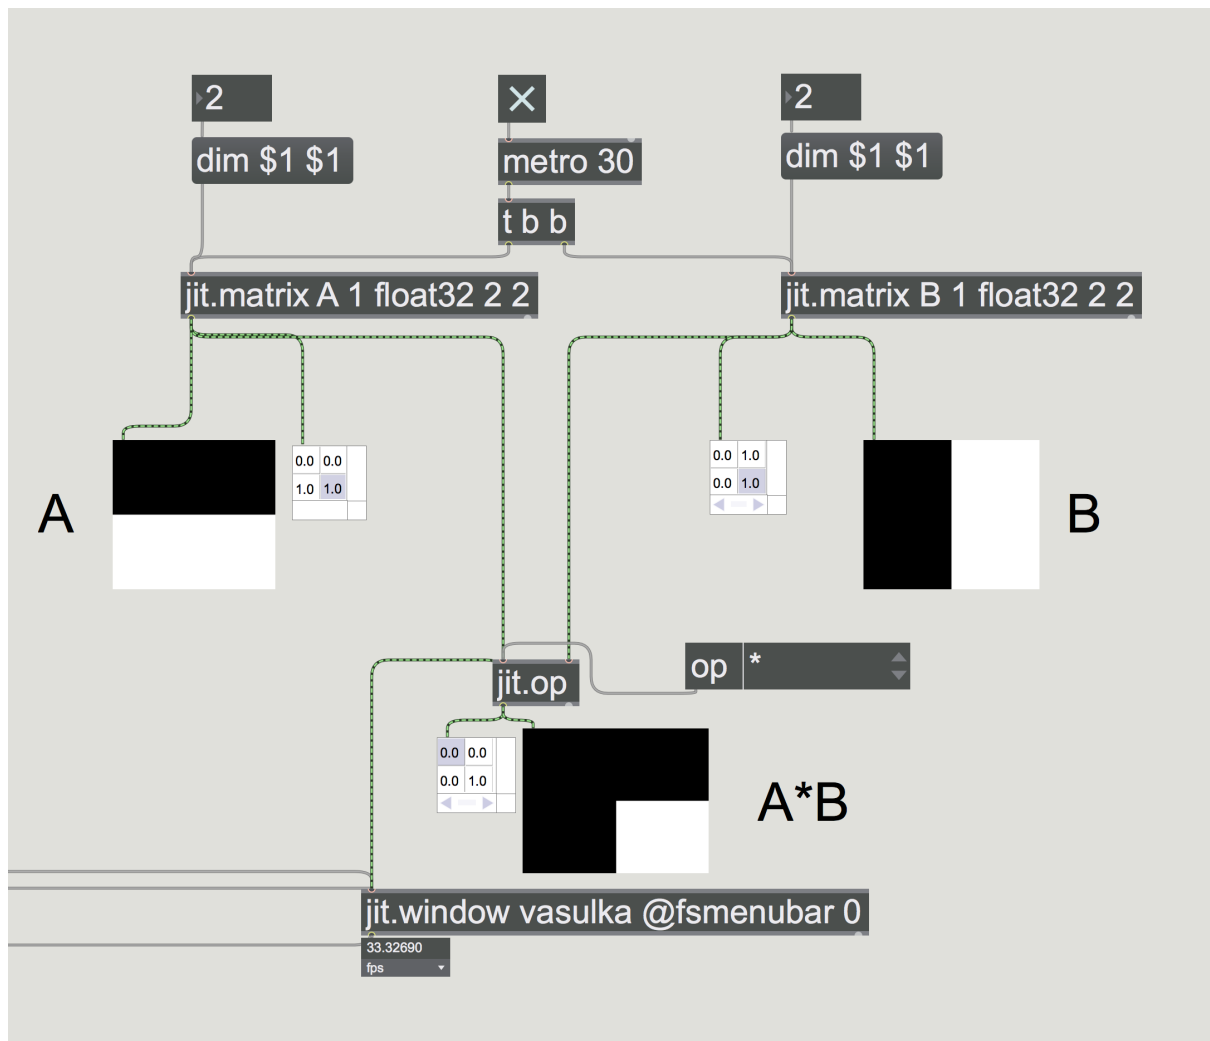 2
2
dim $1 $1
metro 30
dim $1 $1
t b b
jit.matrix A 1 float32 2 2
jit.matrix B 1 float32 2 2
A
0.0 0.0
1.0 1.0
0.0 1.0
0.0 1.0
B
op *
jit.op
0.0 0.0
0.0 1.0
A*B
jit.window vasulka @fsmenubar 0
33.32690
fps